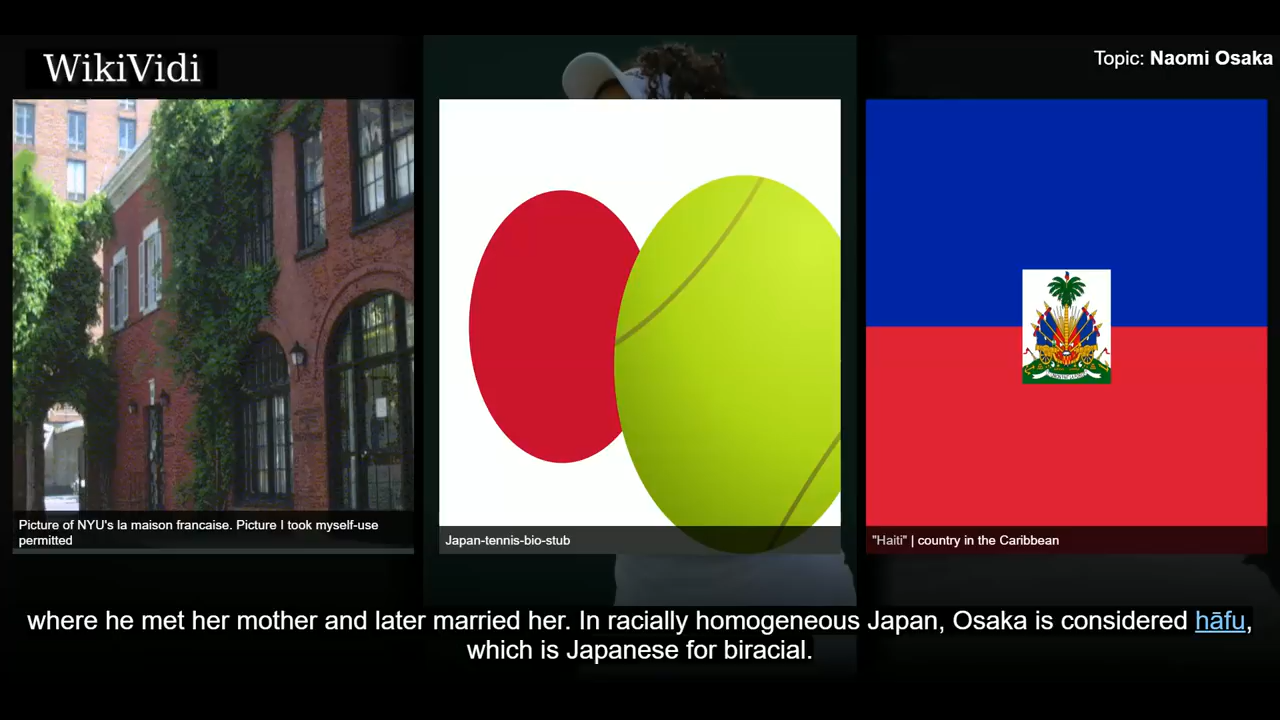 WikiVidi
Topic: Naomi Osaka
Picture of NYU's la maison francaise. Picture I took myself-use
permitted
Japan-tennis-bio-stub
"Haiti" | country in the Caribbean
where he met her mother and later married her. In racially homogeneous Japan, Osaka is considered hāfu,
which is Japanese for biracial.